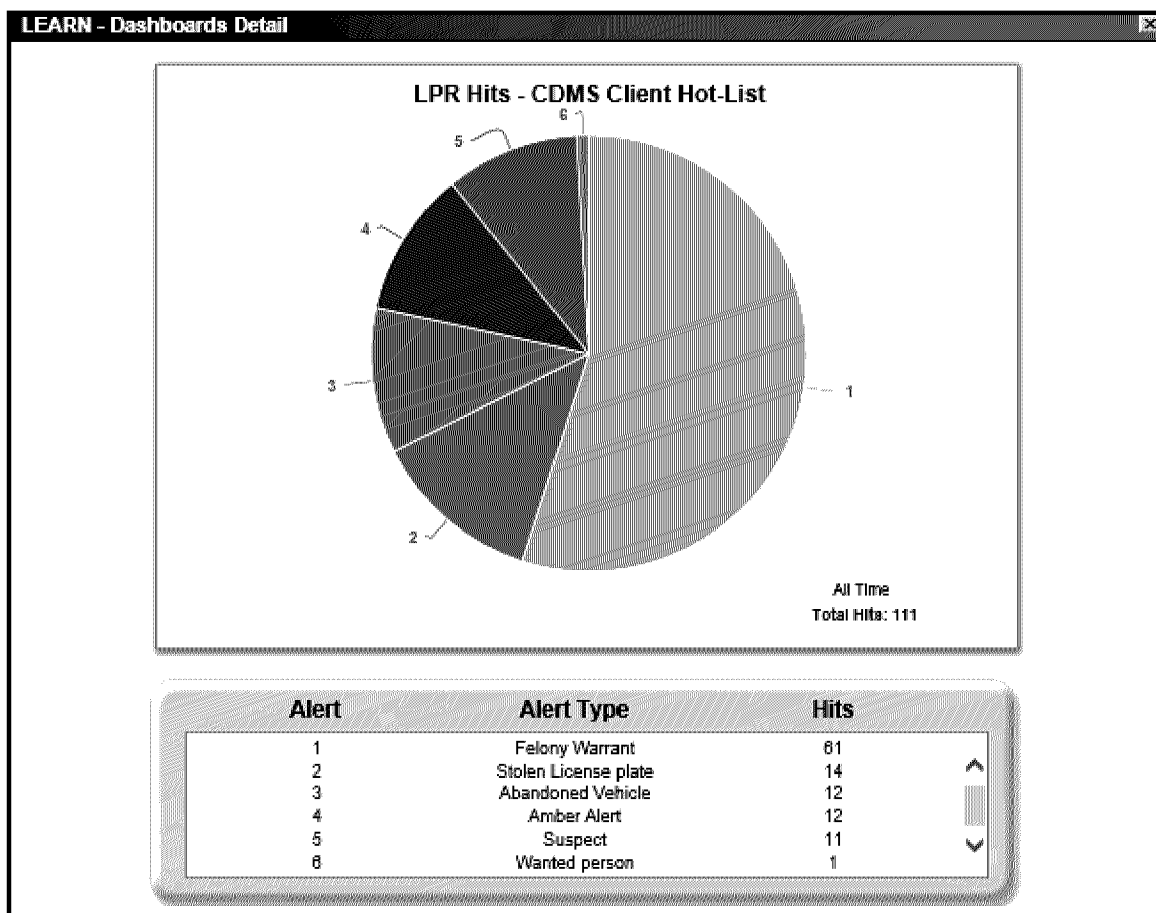 LEARN - Dashboards Detail
LPR Hits - CDMS Client Hot-List
6
5
4
3
1
2
All Time
Total Hits: 111
Alert Alert Type Hits
1 Felony Warrant 61
2 Stolen License plate 14
3 Abandoned Vehicle 12
4 Amber Alert 12
5 Suspect 11
6 Wanted person 1